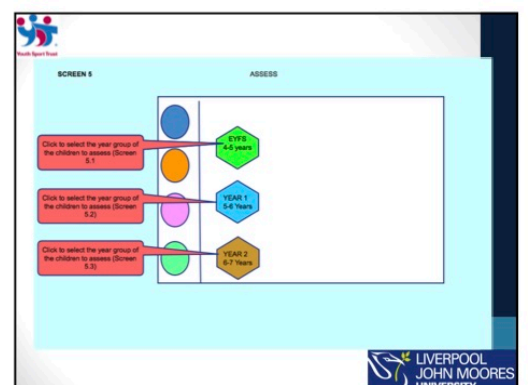 Youth Sport Trust
SCREEN 5
ASSESS
Click to select the year group of
the children to assess (Screen
5.1
EYFS
4-5 years
Click to select the year group of
the children to assess (Screen
5.2)
YEAR 1
5-6 Years
Click to select the year group of
the children to assess (Screen
5.3)
YEAR 2
6-7 Years
LIVERPOOL
JOHN MOORES
UNIVERSITY